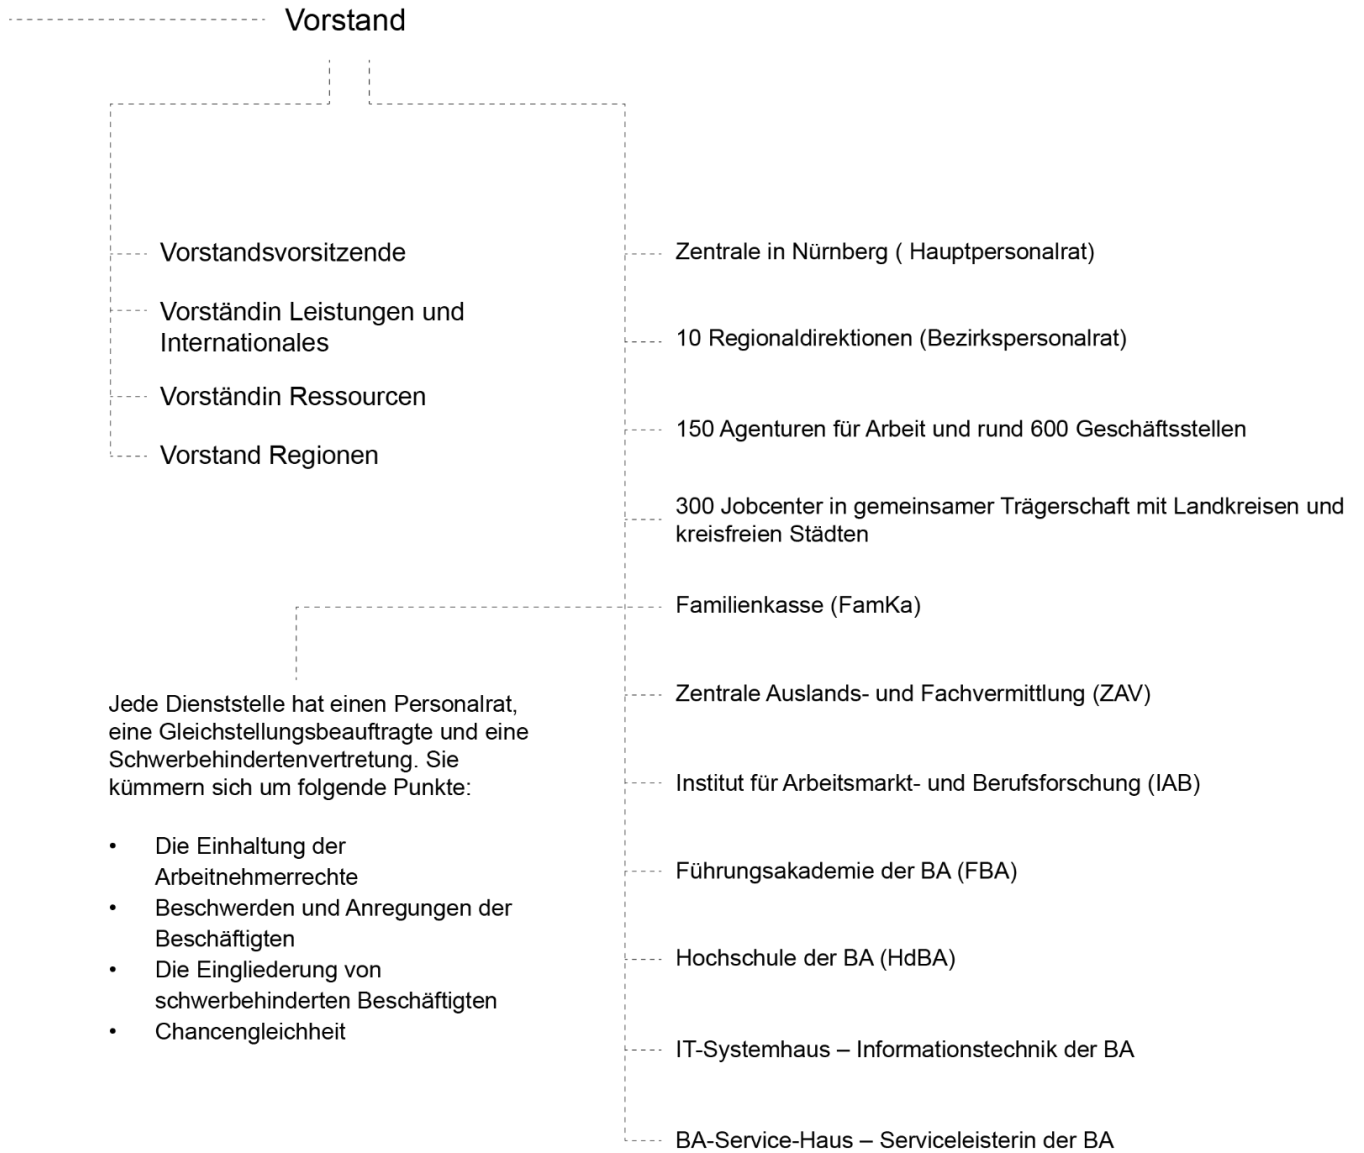 Vorstand
Vorstandsvorsitzende
Vorständin Leistungen und
Internationales
Vorständin Ressourcen
Vorstand Regionen
Zentrale in Nürnberg ( Hauptpersonalrat)
10 Regionaldirektionen (Bezirkspersonalrat)
150 Agenturen für Arbeit und rund 600 Geschäftsstellen
300 Jobcenter in gemeinsamer Trägerschaft mit Landkreisen und
kreisfreien Städten
Familienkasse (FamKa)
Zentrale Auslands- und Fachvermittlung (ZAV)
Institut für Arbeitsmarkt- und Berufsforschung (IAB)
Führungsakademie der BA (FBA)
Hochschule der BA (HdBA)
IT-Systemhaus – Informationstechnik der BA
BA-Service-Haus – Serviceleisterin der BA
Jede Dienststelle hat einen Personalrat,
eine Gleichstellungsbeauftragte und eine
Schwerbehindertenvertretung. Sie
kümmern sich um folgende Punkte:
• Die Einhaltung der
Arbeitnehmerrechte
• Beschwerden und Anregungen der
Beschäftigten
• Die Eingliederung von
schwerbehinderten Beschäftigten
• Chancengleichheit